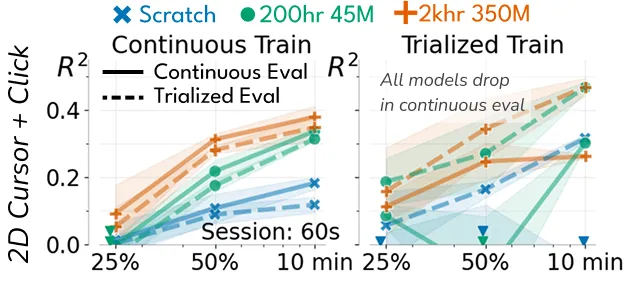 Scratch 200hr 45M 2khr 350M
Continuous Train
Trialized Train
2D Cursor + Click
R²
0.4
0.2
0.0
Continuous Eval
Trialized Eval
Session: 60s
25% 50% 10 min
R²
All models drop
in continuous eval
25% 50% 10 min